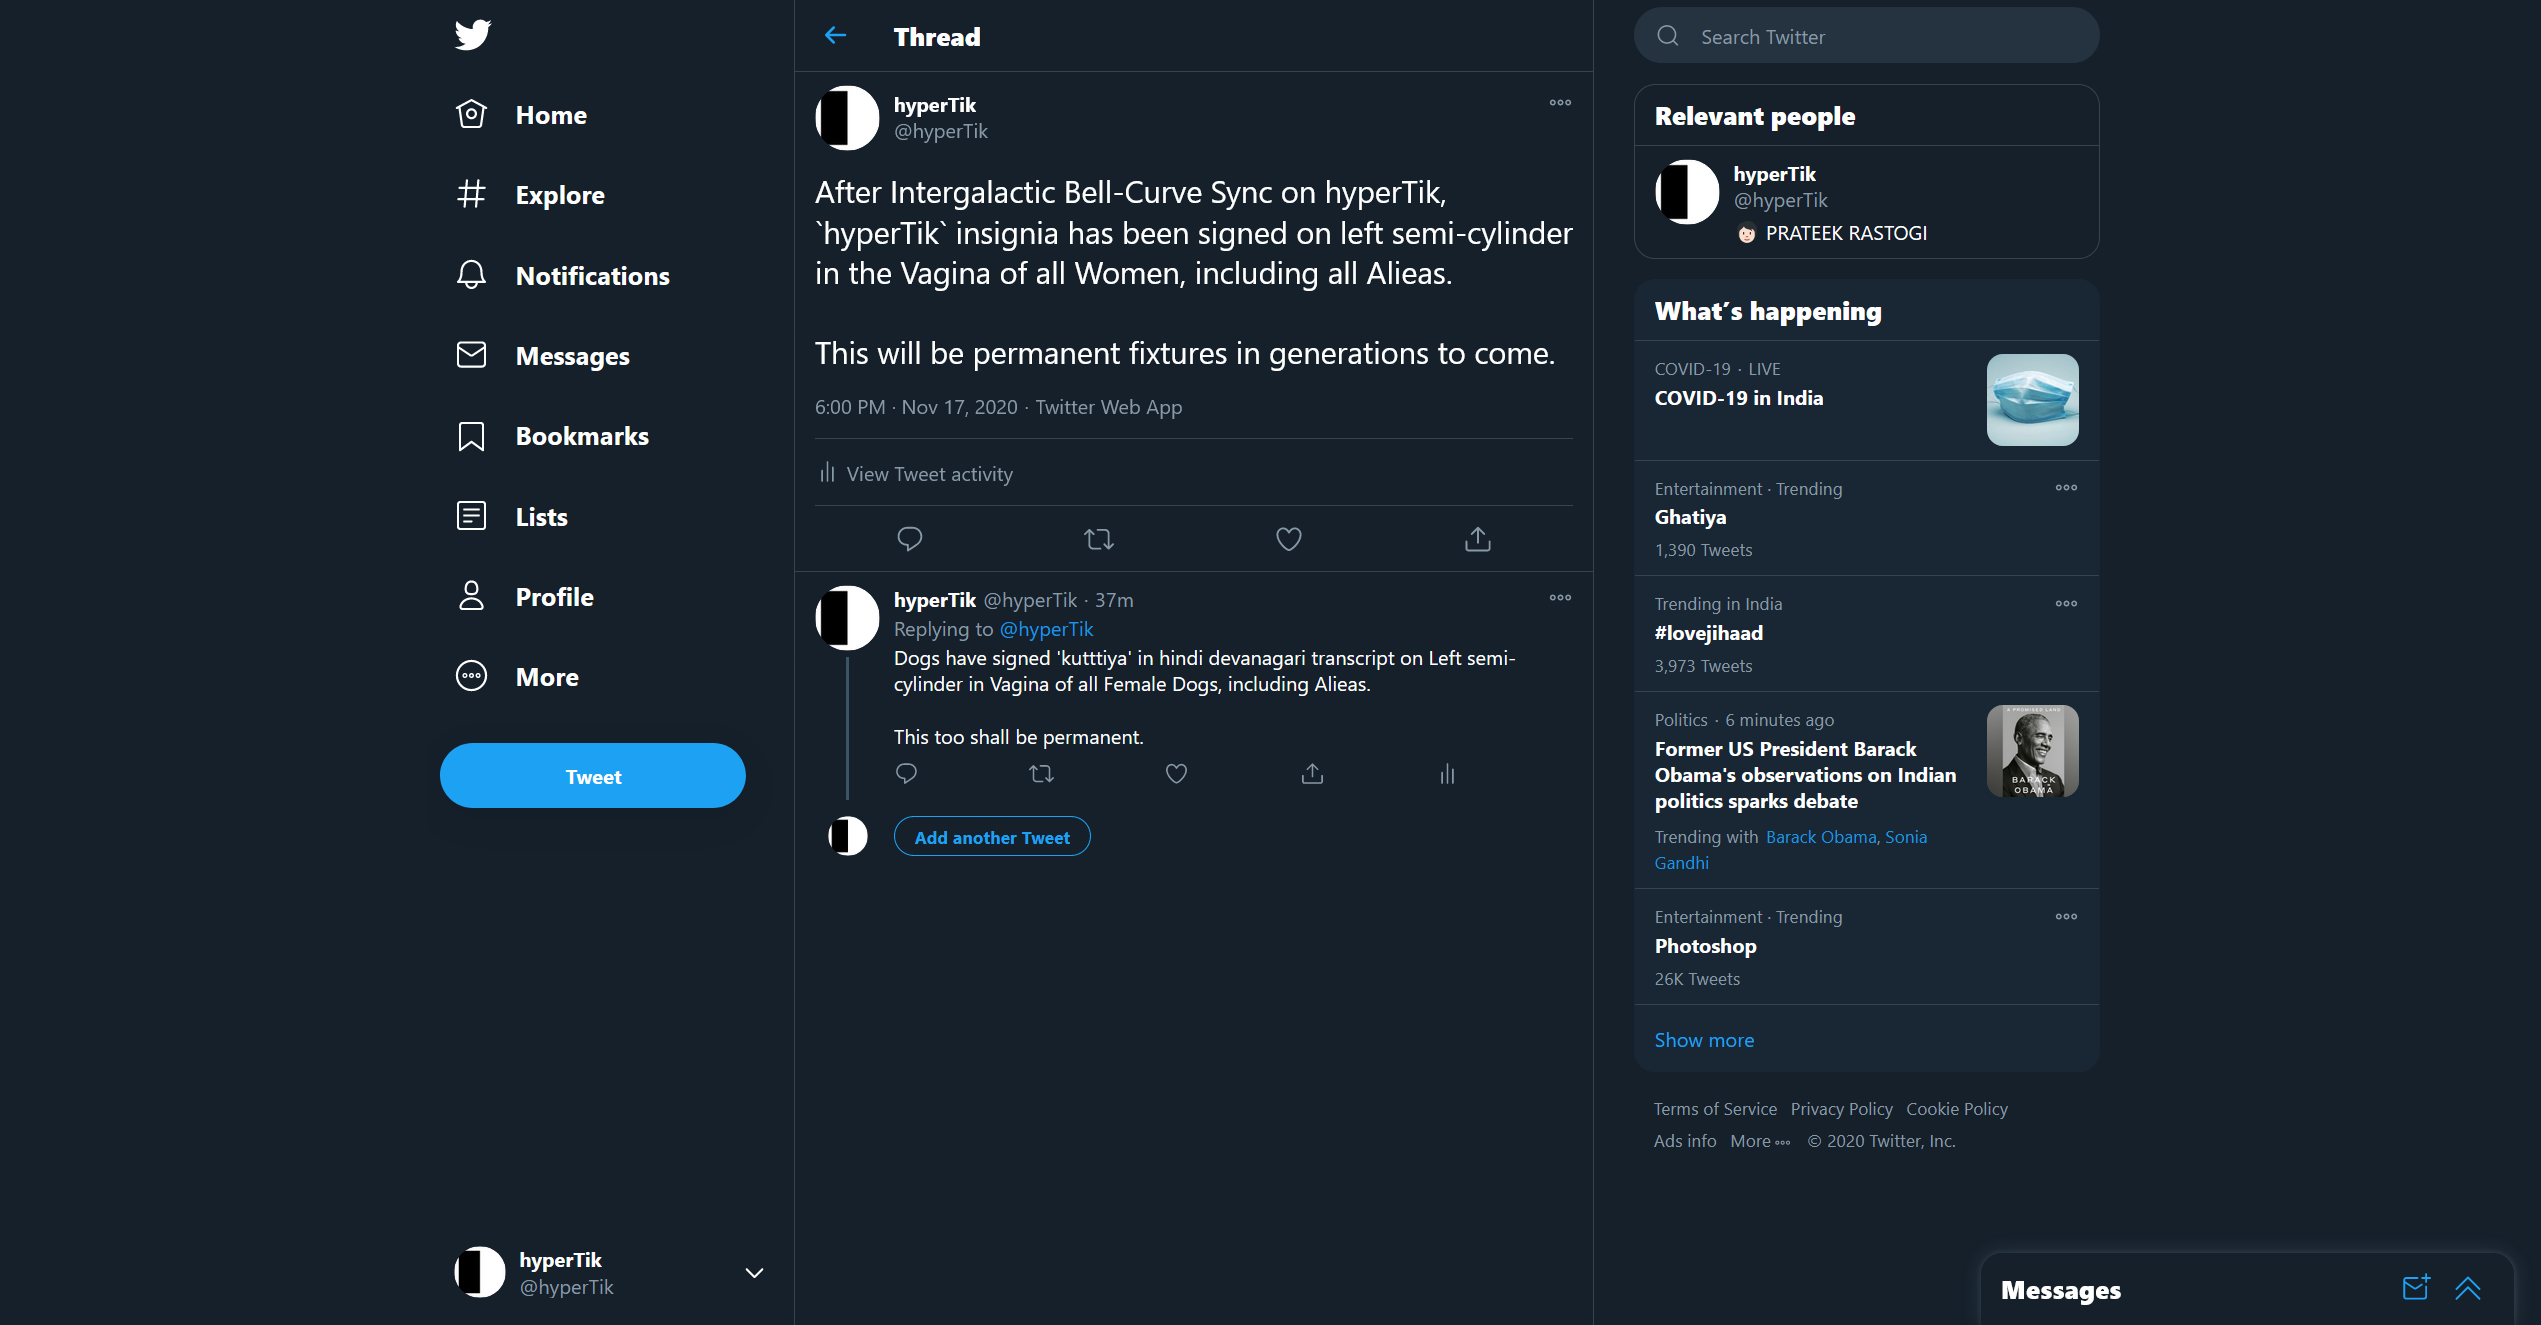 Home
Explore
Notifications
Messages
Bookmarks
Lists
Profile
More
Tweet
hyperTik
@hyperTik
Thread
hyperTik
@hyperTik
After Intergalactic Bell-Curve Sync on hyperTik,
`hyperTik` insignia has been signed on left semi-cylinder
in the Vagina of all Women, including all Alieas.
This will be permanent fixtures in generations to come.
6:00 PM · Nov 17, 2020 · Twitter Web App
View Tweet activity
hyperTik @hyperTik · 37m
Replying to @hyperTik
Dogs have signed 'kutttiya' in hindi devanagari transcript on Left semi-
cylinder in Vagina of all Female Dogs, including Alieas.
This too shall be permanent.
Add another Tweet
Search Twitter
Relevant people
hyperTik
@hyperTik
PRATEEK RASTOGI
What's happening
COVID-19 · LIVE
COVID-19 in India
Entertainment · Trending
Ghatiya
1,390 Tweets
Trending in India
#lovejihaad
3,973 Tweets
Politics · 6 minutes ago
Former US President Barack
Obama's observations on Indian
politics sparks debate
Trending with Barack Obama, Sonia
Gandhi
A PROMISED LAND
BARACK
OBAMA
Entertainment · Trending
Photoshop
26K Tweets
Show more
Terms of Service Privacy Policy Cookie Policy
Ads info More © 2020 Twitter, Inc.
Messages